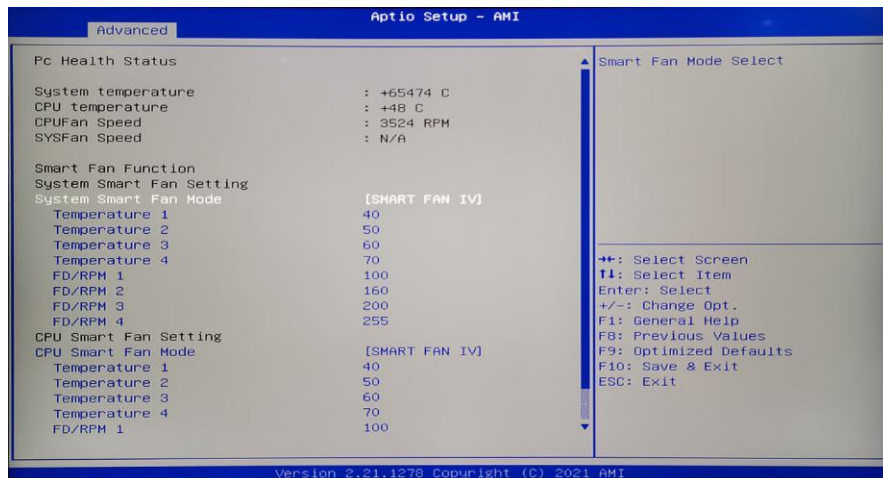 Aptio Setup - AMI
Advanced
Pc Health Status
System temperature : +65474 C
CPU temperature : +48 C
CPUFan Speed : 3524 RPM
SYSFan Speed : N/A
Smart Fan Function
System Smart Fan Setting
System Smart Fan Mode [SMART FAN IV]
Temperature 1 40
Temperature 2 50
Temperature 3 60
Temperature 4 70
FD/RPM 1 100
FD/RPM 2 160
FD/RPM 3 200
FD/RPM 4 255
CPU Smart Fan Setting
CPU Smart Fan Mode [SMART FAN IV]
Temperature 1 40
Temperature 2 50
Temperature 3 60
Temperature 4 70
FD/RPM 1 100
Smart Fan Mode Select
→←: Select Screen
↑↓: Select Item
Enter: Select
+/-: Change Opt.
F1: General Help
F8: Previous Values
F9: Optimized Defaults
F10: Save & Exit
ESC: Exit
Version 2.21.1278 Copyright (C) 2021 AMI